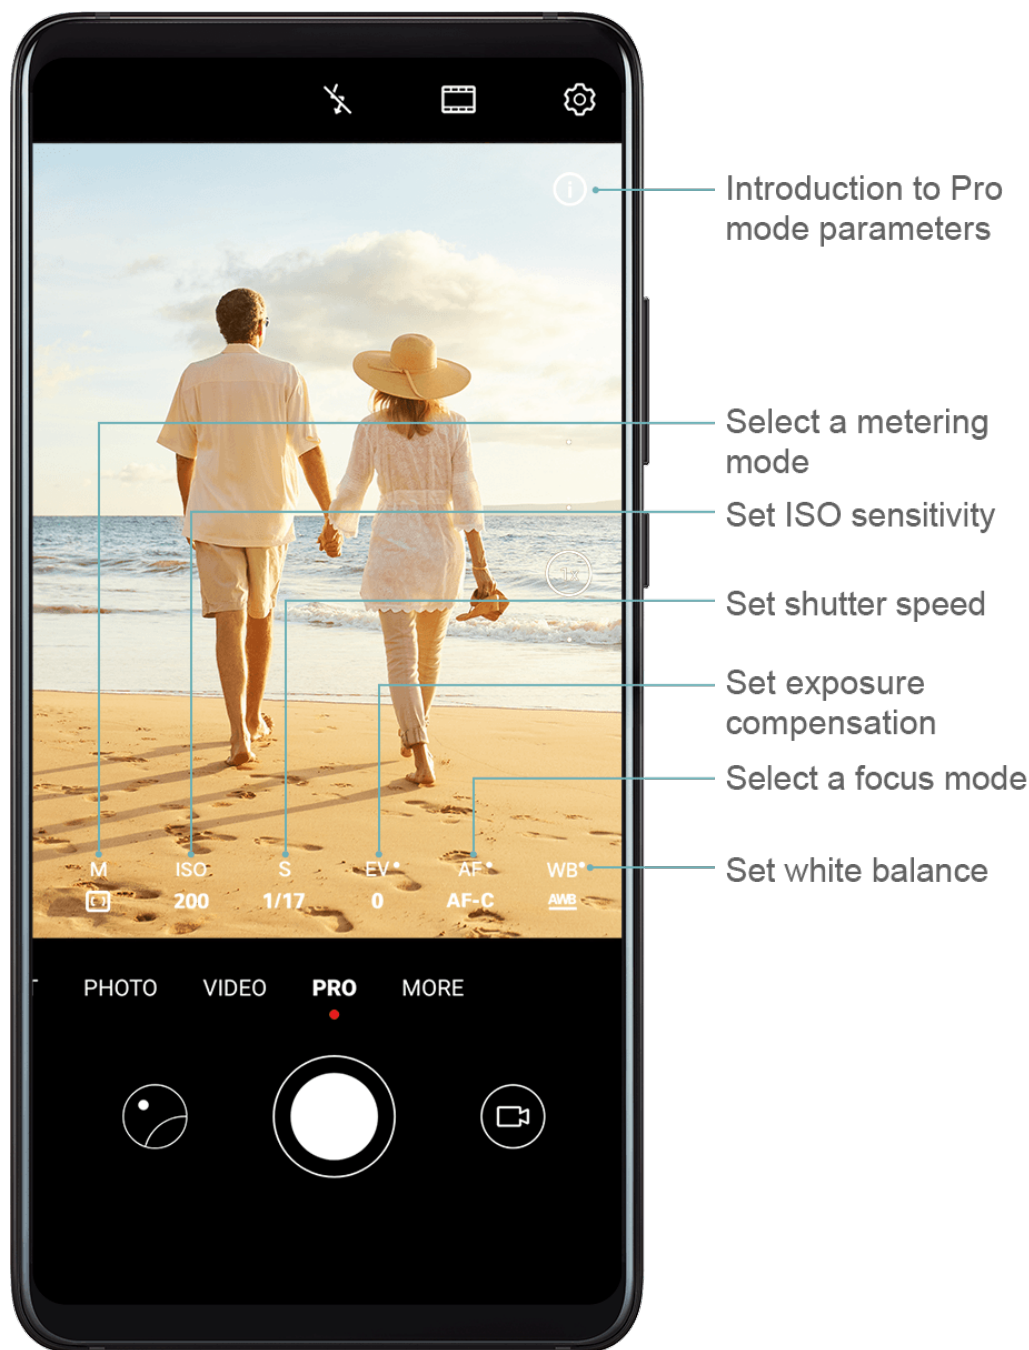 Introduction to Pro
mode parameters
Select a metering
mode
Set ISO sensitivity
Set shutter speed
Set exposure
compensation
Select a focus mode
Set white balance
M ISO S EV AF WB
200 1/17 0 AF-C AWB
PHOTO VIDEO PRO MORE